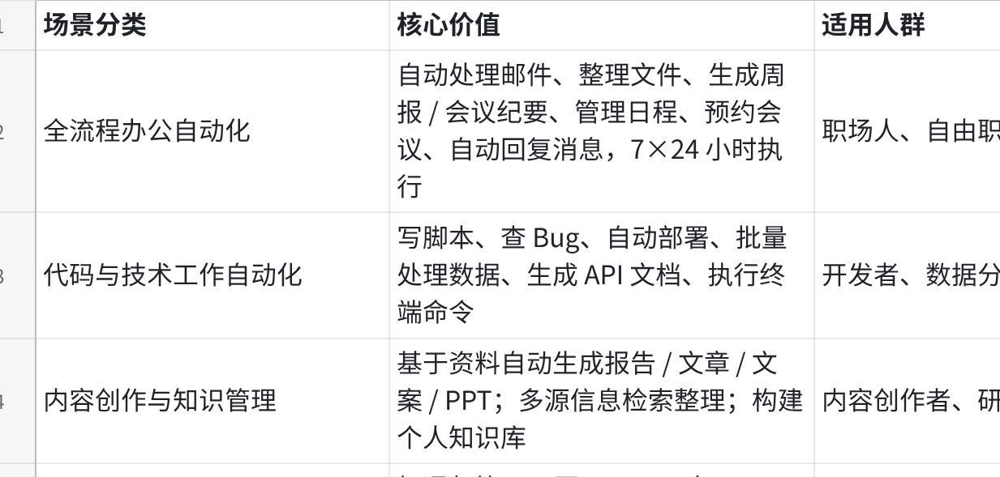 场景分类
核心价值
适用人群
2
全流程办公自动化
自动处理邮件、整理文件、生成周
报 / 会议纪要、管理日程、预约会
议、自动回复消息，7×24 小时执
行
职场人、自由职
3
代码与技术工作自动化
写脚本、查 Bug、自动部署、批量
处理数据、生成 API 文档、执行终
端命令
开发者、数据分
4
内容创作与知识管理
基于资料自动生成报告 / 文章 / 文
案 / PPT；多源信息检索整理；构建
个人知识库
内容创作者、研